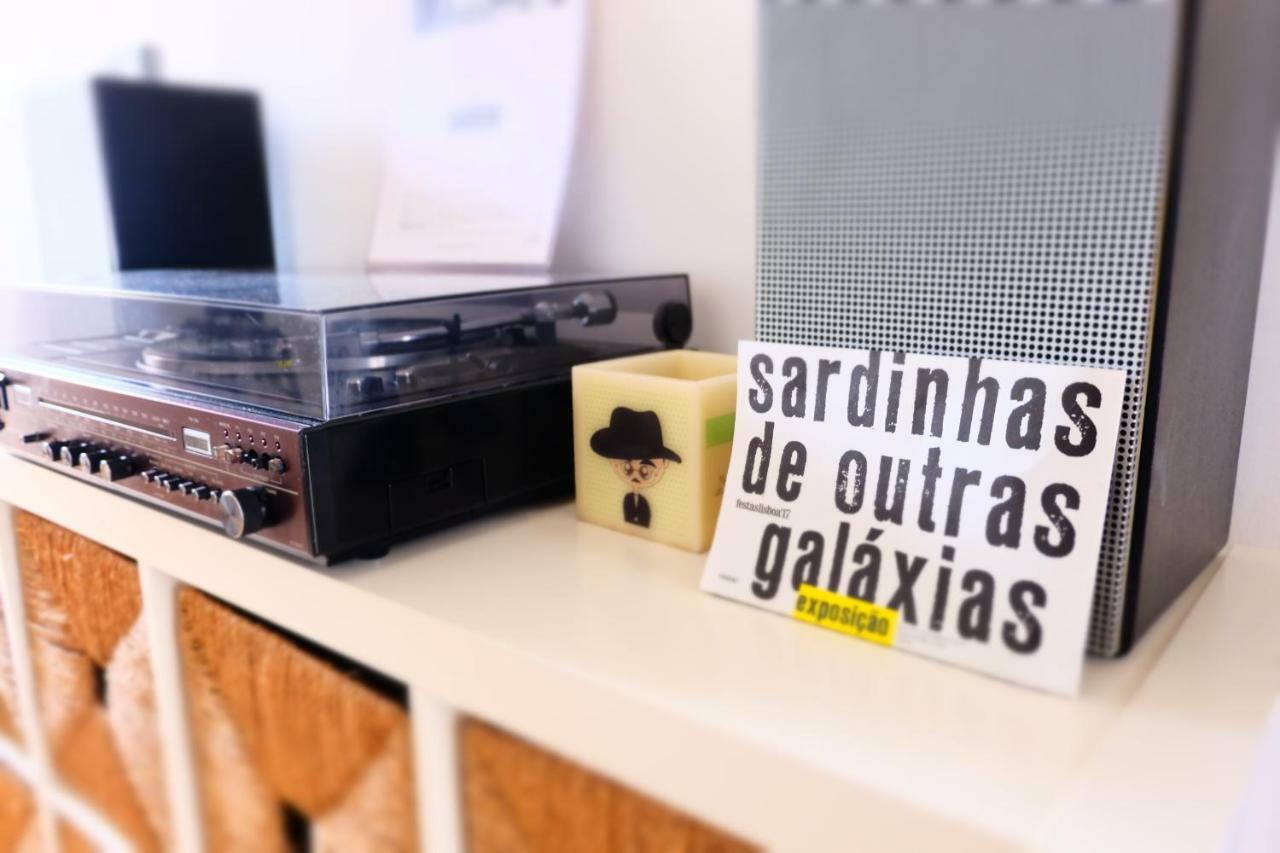 sardinhas
de outras
festaslisboa'17
galáxias
exposição